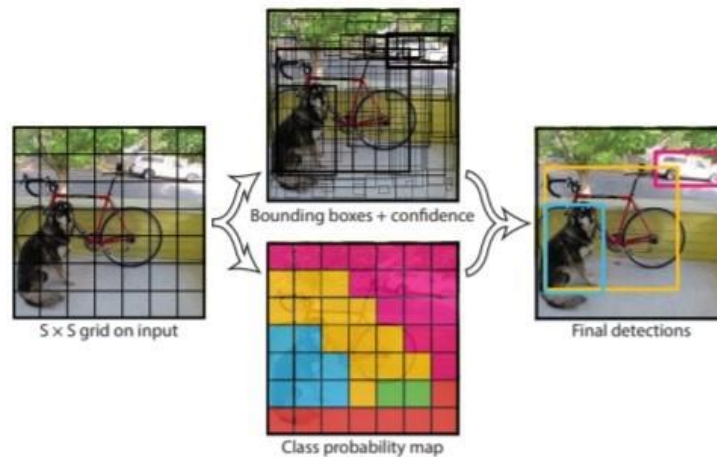 S × S grid on input
Bounding boxes + confidence
Class probability map
Final detections